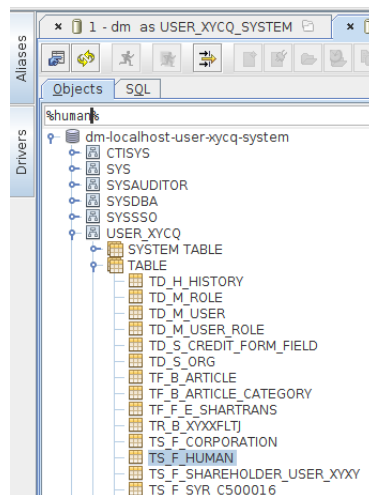 1 - dm as USER_XYCQ_SYSTEM
Aliases
Drivers
Objects
SQL
%human%
dm-localhost-user-xycq-system
CTISYS
SYS
SYSAUDITOR
SYSDBA
SYSSSO
USER_XYCQ
SYSTEM TABLE
TABLE
TD_H_HISTORY
TD_M_ROLE
TD_M_USER
TD_M_USER_ROLE
TD_S_CREDIT_FORM_FIELD
TD_S_ORG
TF_B_ARTICLE
TF_B_ARTICLE_CATEGORY
TF_F_E_SHARTRANS
TR_B_XYXXFLTJ
TS_F_CORPORATION
TS_F_HUMAN
TS_F_SHAREHOLDER_USER_XYXY
TS_F_SYR_C500016